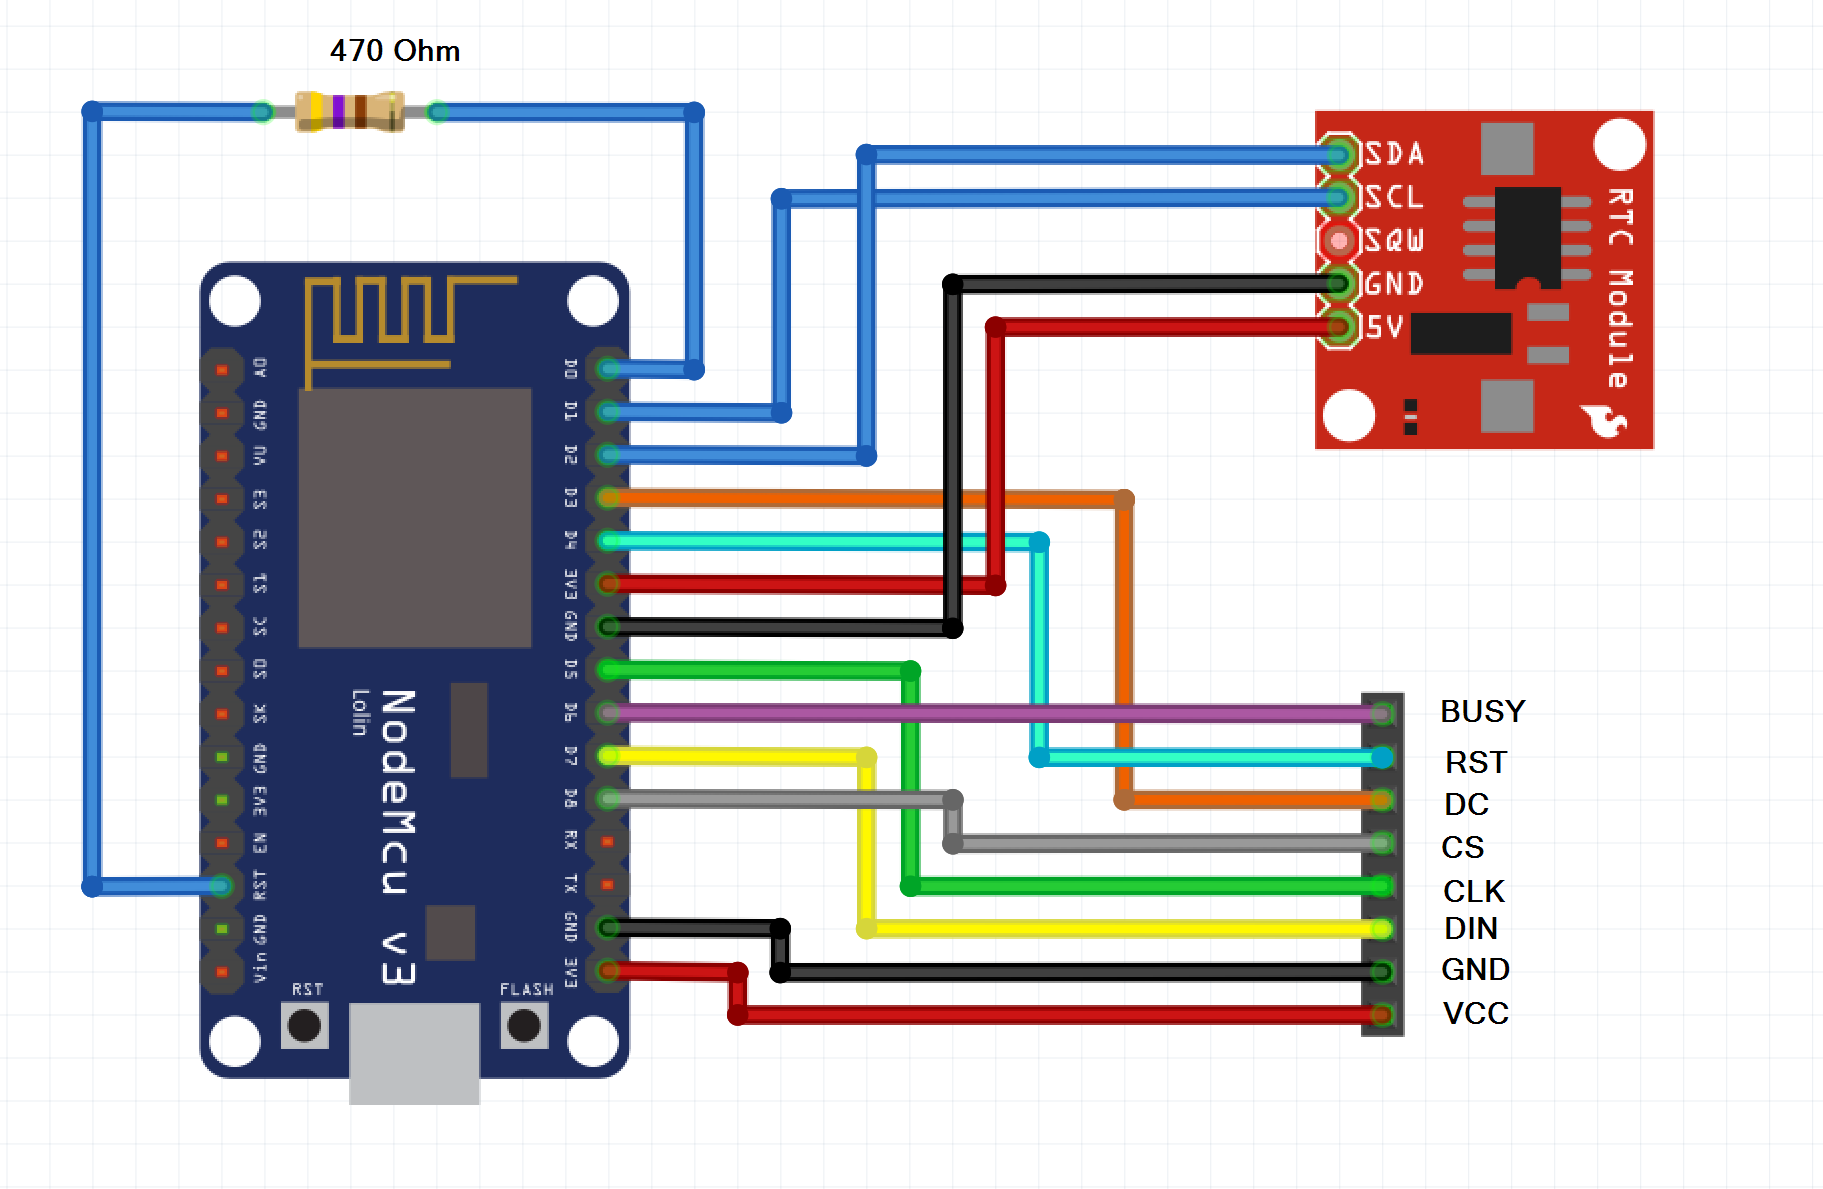 470 Ohm
SDA
SCL
SQW
GND
5V
RTC Module
A0
GND
VU
S3
S2
S1
SC
S0
SK
GND
3V3
EN
RST
GND
Vin
D0
D1
D2
D3
D4
3V3
GND
D5
D6
D7
D8
RX
TX
GND
3V3
NodeMcu v3
Lolin
RST
FLASH
BUSY
RST
DC
CS
CLK
DIN
GND
VCC